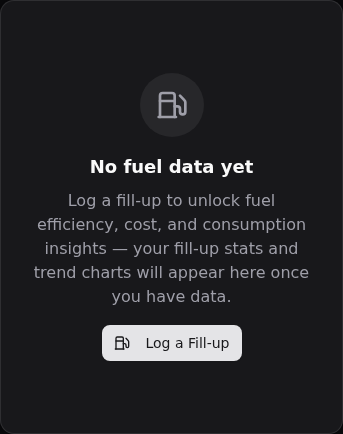 No fuel data yet
Log a fill-up to unlock fuel
efficiency, cost, and consumption
insights — your fill-up stats and
trend charts will appear here once
you have data.
Log a Fill-up